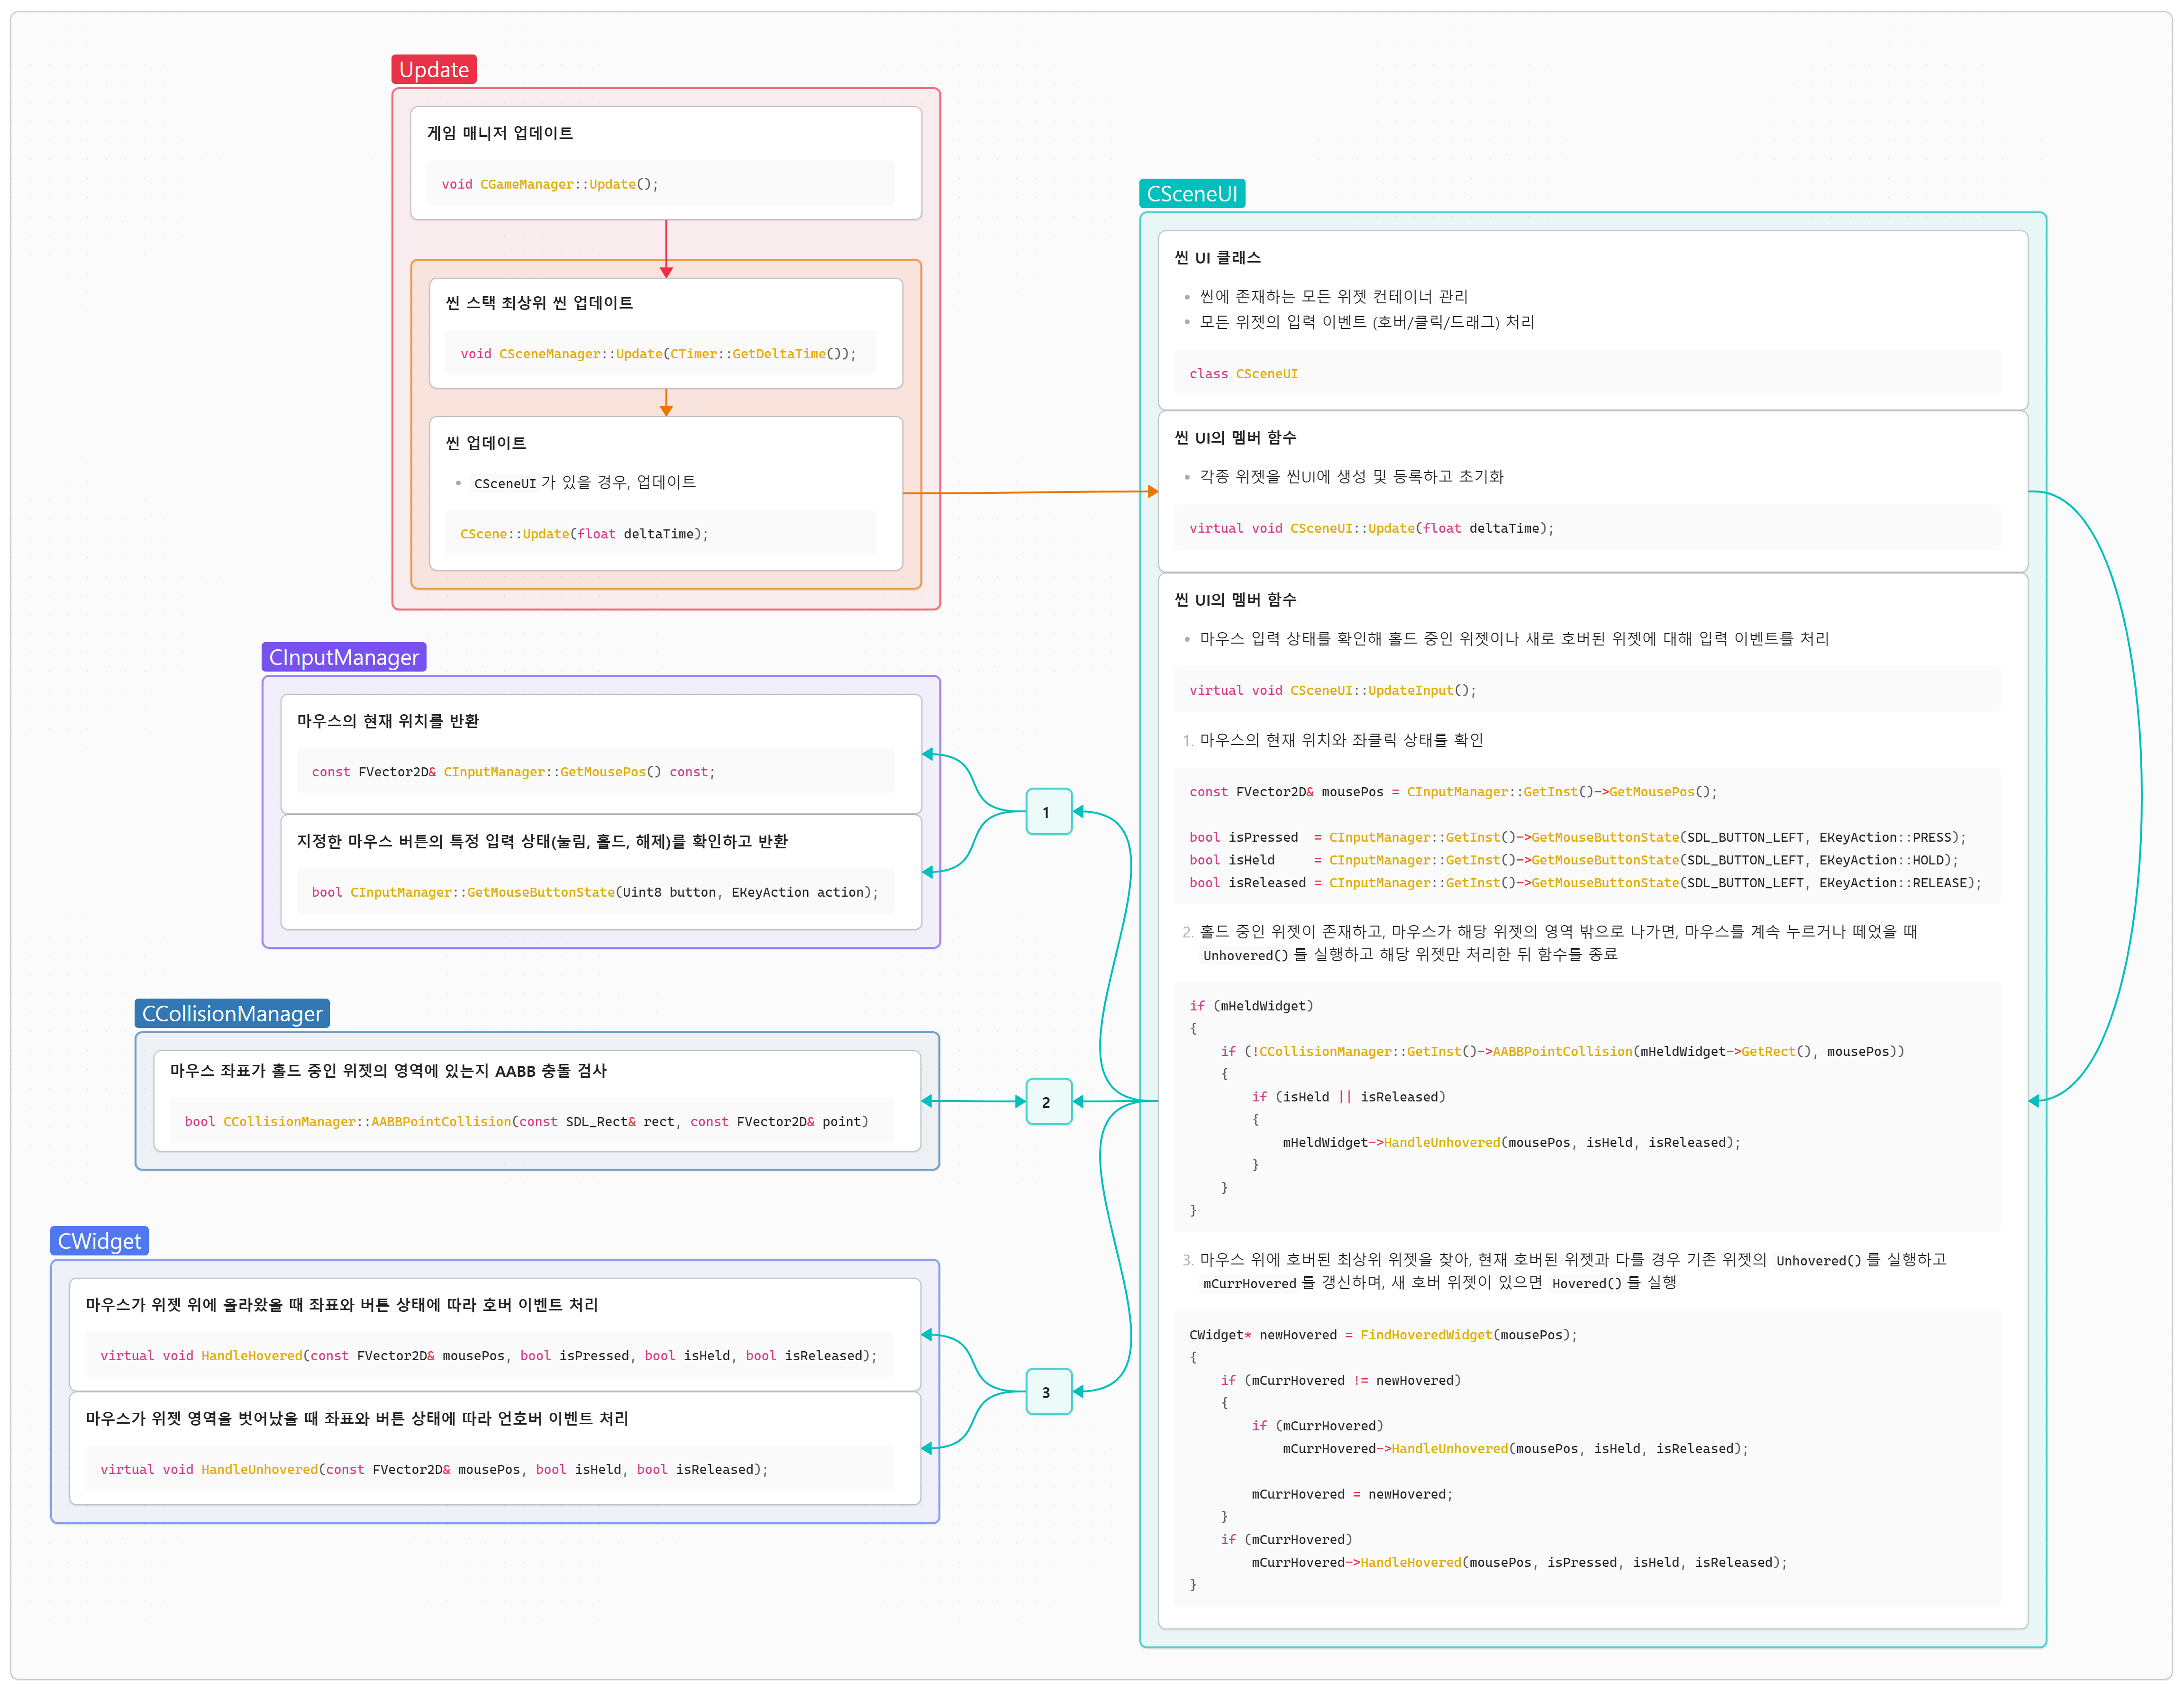 Update
게임 매니저 업데이트
void CGameManager::Update();
씬 스택 최상위 씬 업데이트
void CSceneManager::Update(CTimer::GetDeltaTime());
씬 업데이트
CSceneUI가 있을 경우, 업데이트
CScene::Update(float deltaTime);
CInputManager
마우스의 현재 위치를 반환
const FVector2D& CInputManager::GetMousePos() const;
지정한 마우스 버튼의 특정 입력 상태(눌림, 홀드, 해제)를 확인하고 반환
bool CInputManager::GetMouseButtonState(Uint8 button, EKeyAction action);
CCollisionManager
마우스 좌표가 홀드 중인 위젯의 영역에 있는지 AABB 충돌 검사
bool CCollisionManager::AABBPointCollision(const SDL_Rect& rect, const FVector2D& point)
CWidget
마우스가 위젯 위에 올라왔을 때 좌표와 버튼 상태에 따라 호버 이벤트 처리
virtual void HandleHovered(const FVector2D& mousePos, bool isPressed, bool isHeld, bool isReleased);
마우스가 위젯 영역을 벗어났을 때 좌표와 버튼 상태에 따라 언호버 이벤트 처리
virtual void HandleUnhovered(const FVector2D& mousePos, bool isHeld, bool isReleased);
1
2
3
CSceneUI
씬 UI 클래스
씬에 존재하는 모든 위젯 컨테이너 관리
모든 위젯의 입력 이벤트 (호버/클릭/드래그) 처리
class CSceneUI
씬 UI의 멤버 함수
각종 위젯을 씬UI에 생성 및 등록하고 초기화
virtual void CSceneUI::Update(float deltaTime);
씬 UI의 멤버 함수
마우스 입력 상태를 확인해 홀드 중인 위젯이나 새로 호버된 위젯에 대해 입력 이벤트를 처리
virtual void CSceneUI::UpdateInput();
1. 마우스의 현재 위치와 좌클릭 상태를 확인
const FVector2D& mousePos = CInputManager::GetInst()->GetMousePos();
bool isPressed  = CInputManager::GetInst()->GetMouseButtonState(SDL_BUTTON_LEFT, EKeyAction::PRESS);
bool isHeld     = CInputManager::GetInst()->GetMouseButtonState(SDL_BUTTON_LEFT, EKeyAction::HOLD);
bool isReleased = CInputManager::GetInst()->GetMouseButtonState(SDL_BUTTON_LEFT, EKeyAction::RELEASE);
2. 홀드 중인 위젯이 존재하고, 마우스가 해당 위젯의 영역 밖으로 나가면, 마우스를 계속 누르거나 떼었을 때
Unhovered()를 실행하고 해당 위젯만 처리한 뒤 함수를 종료
if (mHeldWidget)
{
    if (!CCollisionManager::GetInst()->AABBPointCollision(mHeldWidget->GetRect(), mousePos))
    {
        if (isHeld || isReleased)
        {
            mHeldWidget->HandleUnhovered(mousePos, isHeld, isReleased);
        }
    }
}
3. 마우스 위에 호버된 최상위 위젯을 찾아, 현재 호버된 위젯과 다를 경우 기존 위젯의 Unhovered()를 실행하고
mCurrHovered를 갱신하며, 새 호버 위젯이 있으면 Hovered()를 실행
CWidget* newHovered = FindHoveredWidget(mousePos);
{
    if (mCurrHovered != newHovered)
    {
        if (mCurrHovered)
            mCurrHovered->HandleUnhovered(mousePos, isHeld, isReleased);
        mCurrHovered = newHovered;
    }
    if (mCurrHovered)
        mCurrHovered->HandleHovered(mousePos, isPressed, isHeld, isReleased);
}